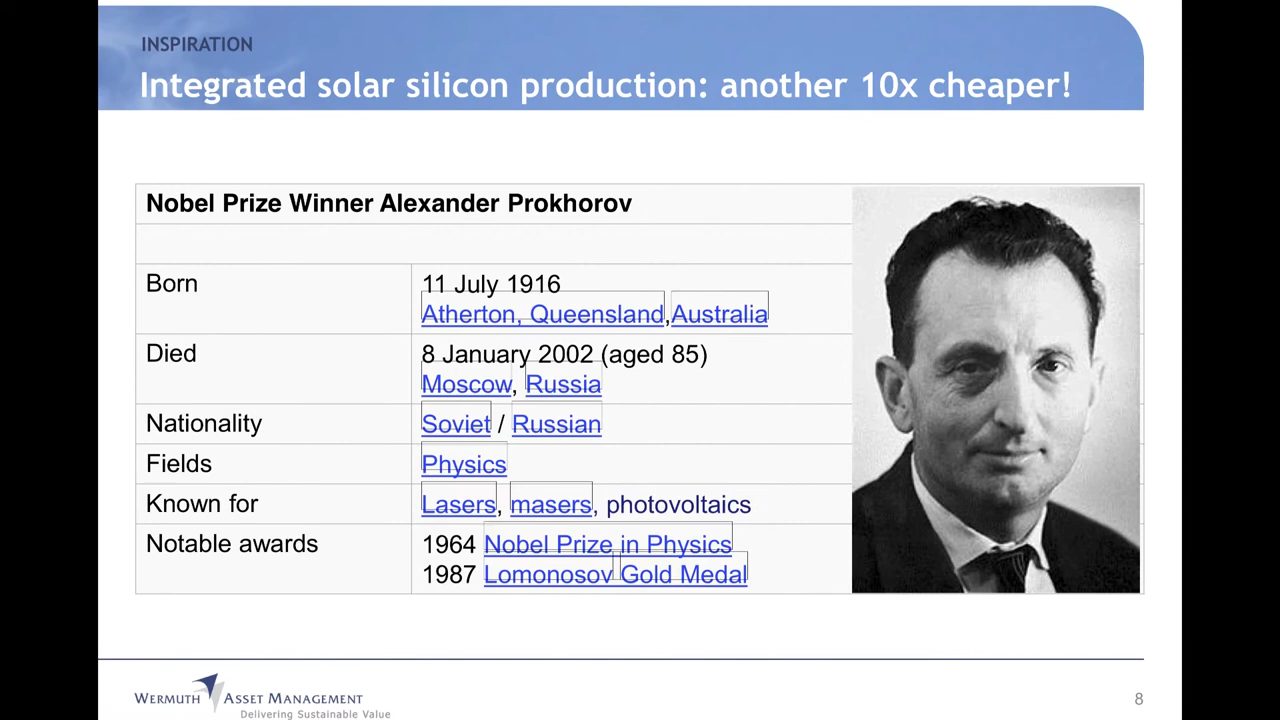 INSPIRATION
Integrated solar silicon production: another 10x cheaper!
Nobel Prize Winner Alexander Prokhorov
Born
11 July 1916
Atherton, Queensland,Australia
Died
8 January 2002 (aged 85)
Moscow, Russia
Nationality
Soviet / Russian
Fields
Physics
Known for
Lasers, masers, photovoltaics
Notable awards
1964 Nobel Prize in Physics
1987 Lomonosov Gold Medal
WERMUTH ASSET MANAGEMENT
Delivering Sustainable Value
8